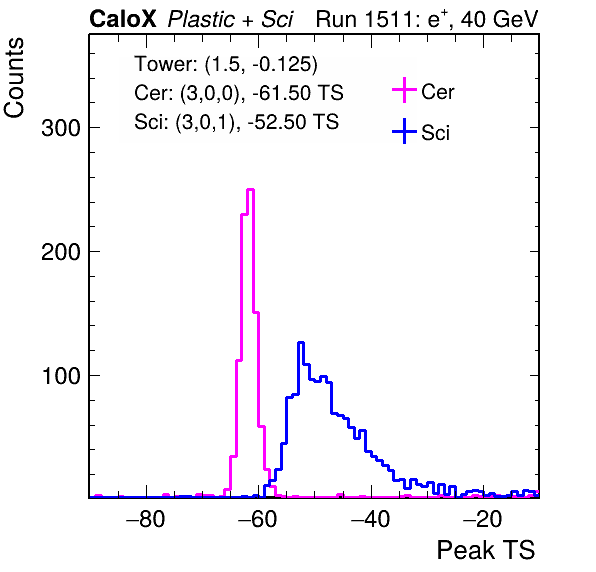 CaloX Plastic + Sci Run 1511: e+, 40 GeV
Counts
Tower: (1.5, -0.125)
Cer: (3,0,0), -61.50 TS
Sci: (3,0,1), -52.50 TS
Cer
Sci
300
200
100
−80 −60 −40 −20
Peak TS